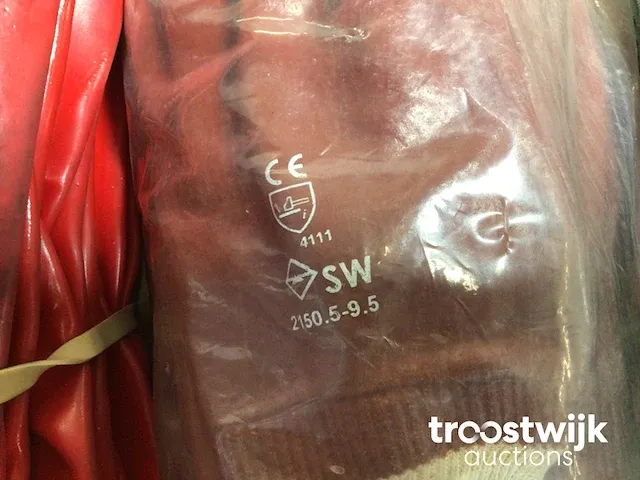 CE
i
4111
SW
2150.5-9.5
troostwijk
auctions